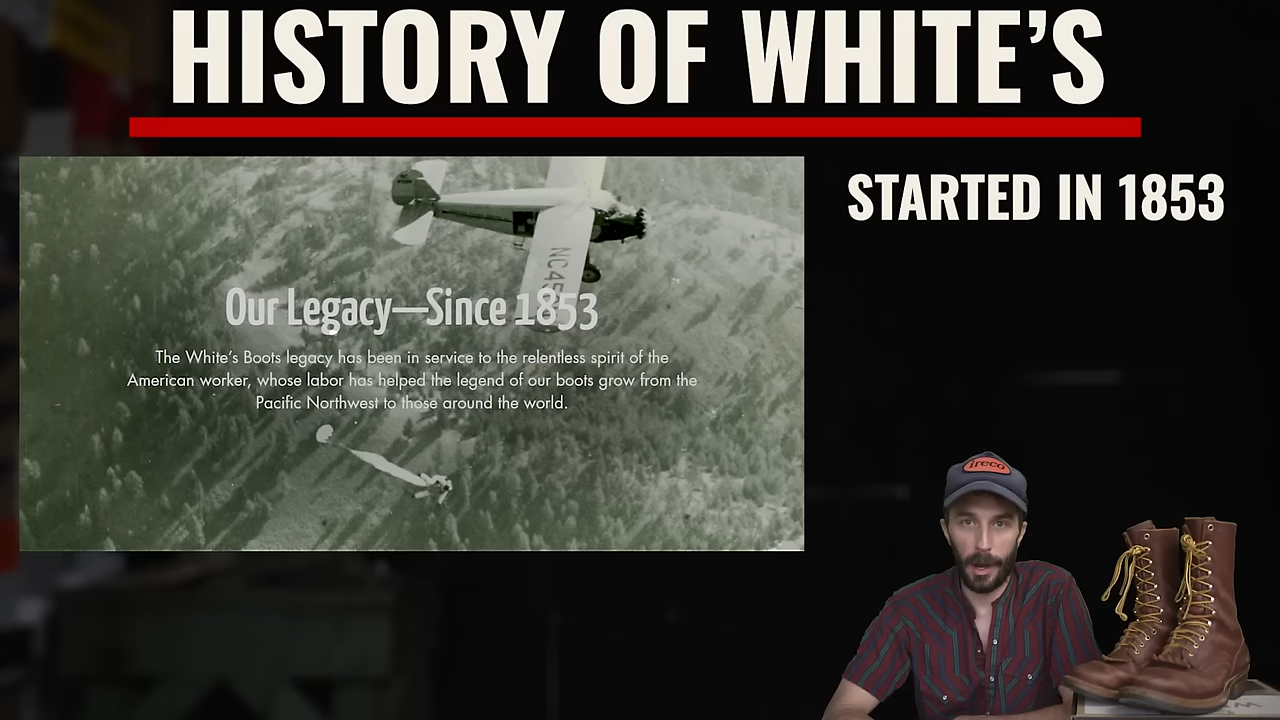 HISTORY OF WHITE'S
STARTED IN 1853
NC45
Our Legacy—Since 1853
The White's Boots legacy has been in service to the relentless spirit of the
American worker, whose labor has helped the legend of our boots grow from the
Pacific Northwest to those around the world.
ireco